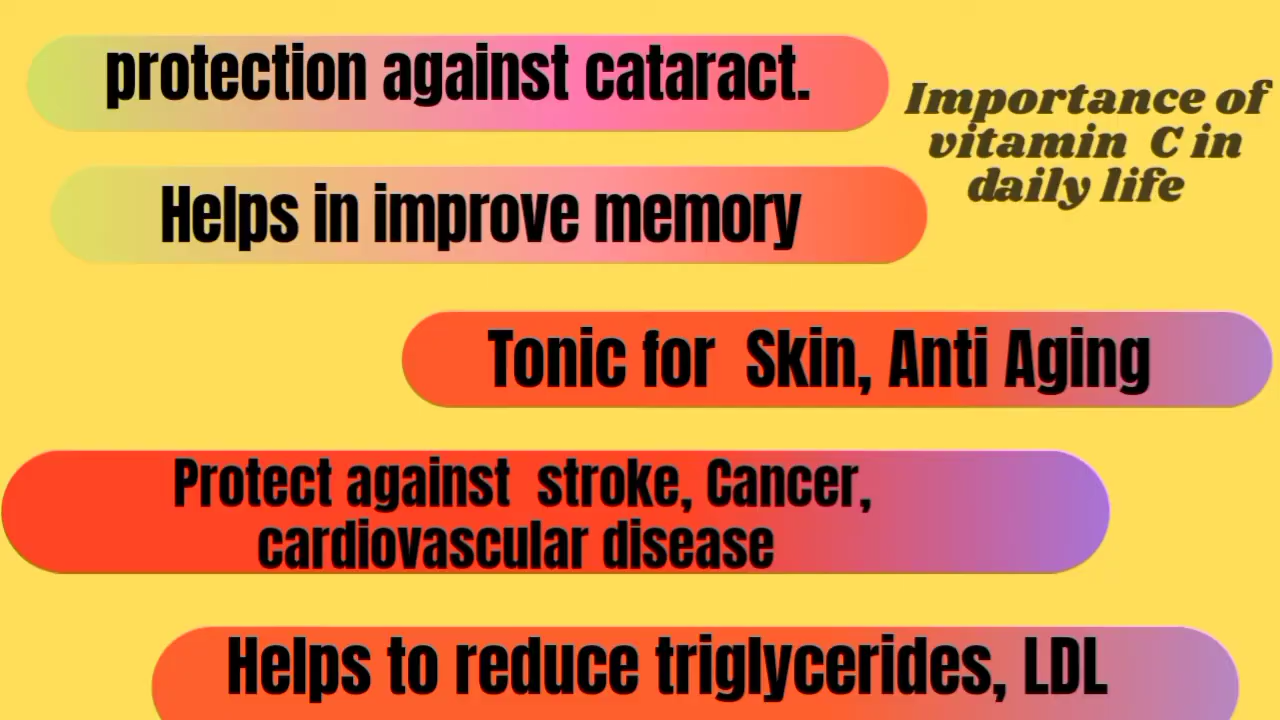 protection against cataract.
Importance of
vitamin C in
daily life
Helps in improve memory
Tonic for Skin, Anti Aging
Protect against stroke, Cancer,
cardiovascular disease
Helps to reduce triglycerides, LDL